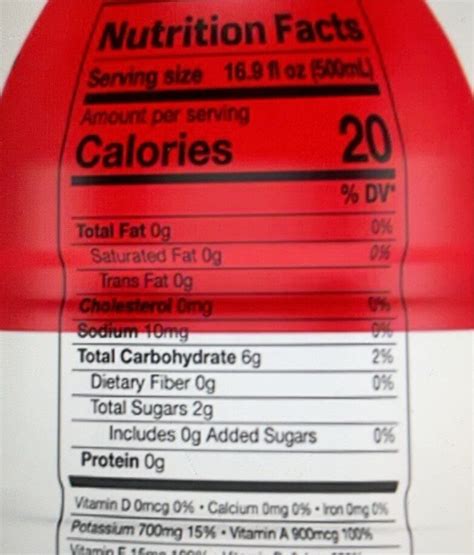 Nutrition Facts
Serving size 16.9 fl oz (500mL)
Amount per serving
Calories 20
% DV*
Total Fat 0g 0%
Saturated Fat 0g 0%
Trans Fat 0g
Cholesterol 0mg 0%
Sodium 10mg 0%
Total Carbohydrate 6g 2%
Dietary Fiber 0g 0%
Total Sugars 2g
Includes 0g Added Sugars 0%
Protein 0g
Vitamin D 0mcg 0% • Calcium 0mg 0% • Iron 0mg 0%
Potassium 700mg 15% • Vitamin A 900mcg 100%
Vitamin E 15mg 100%